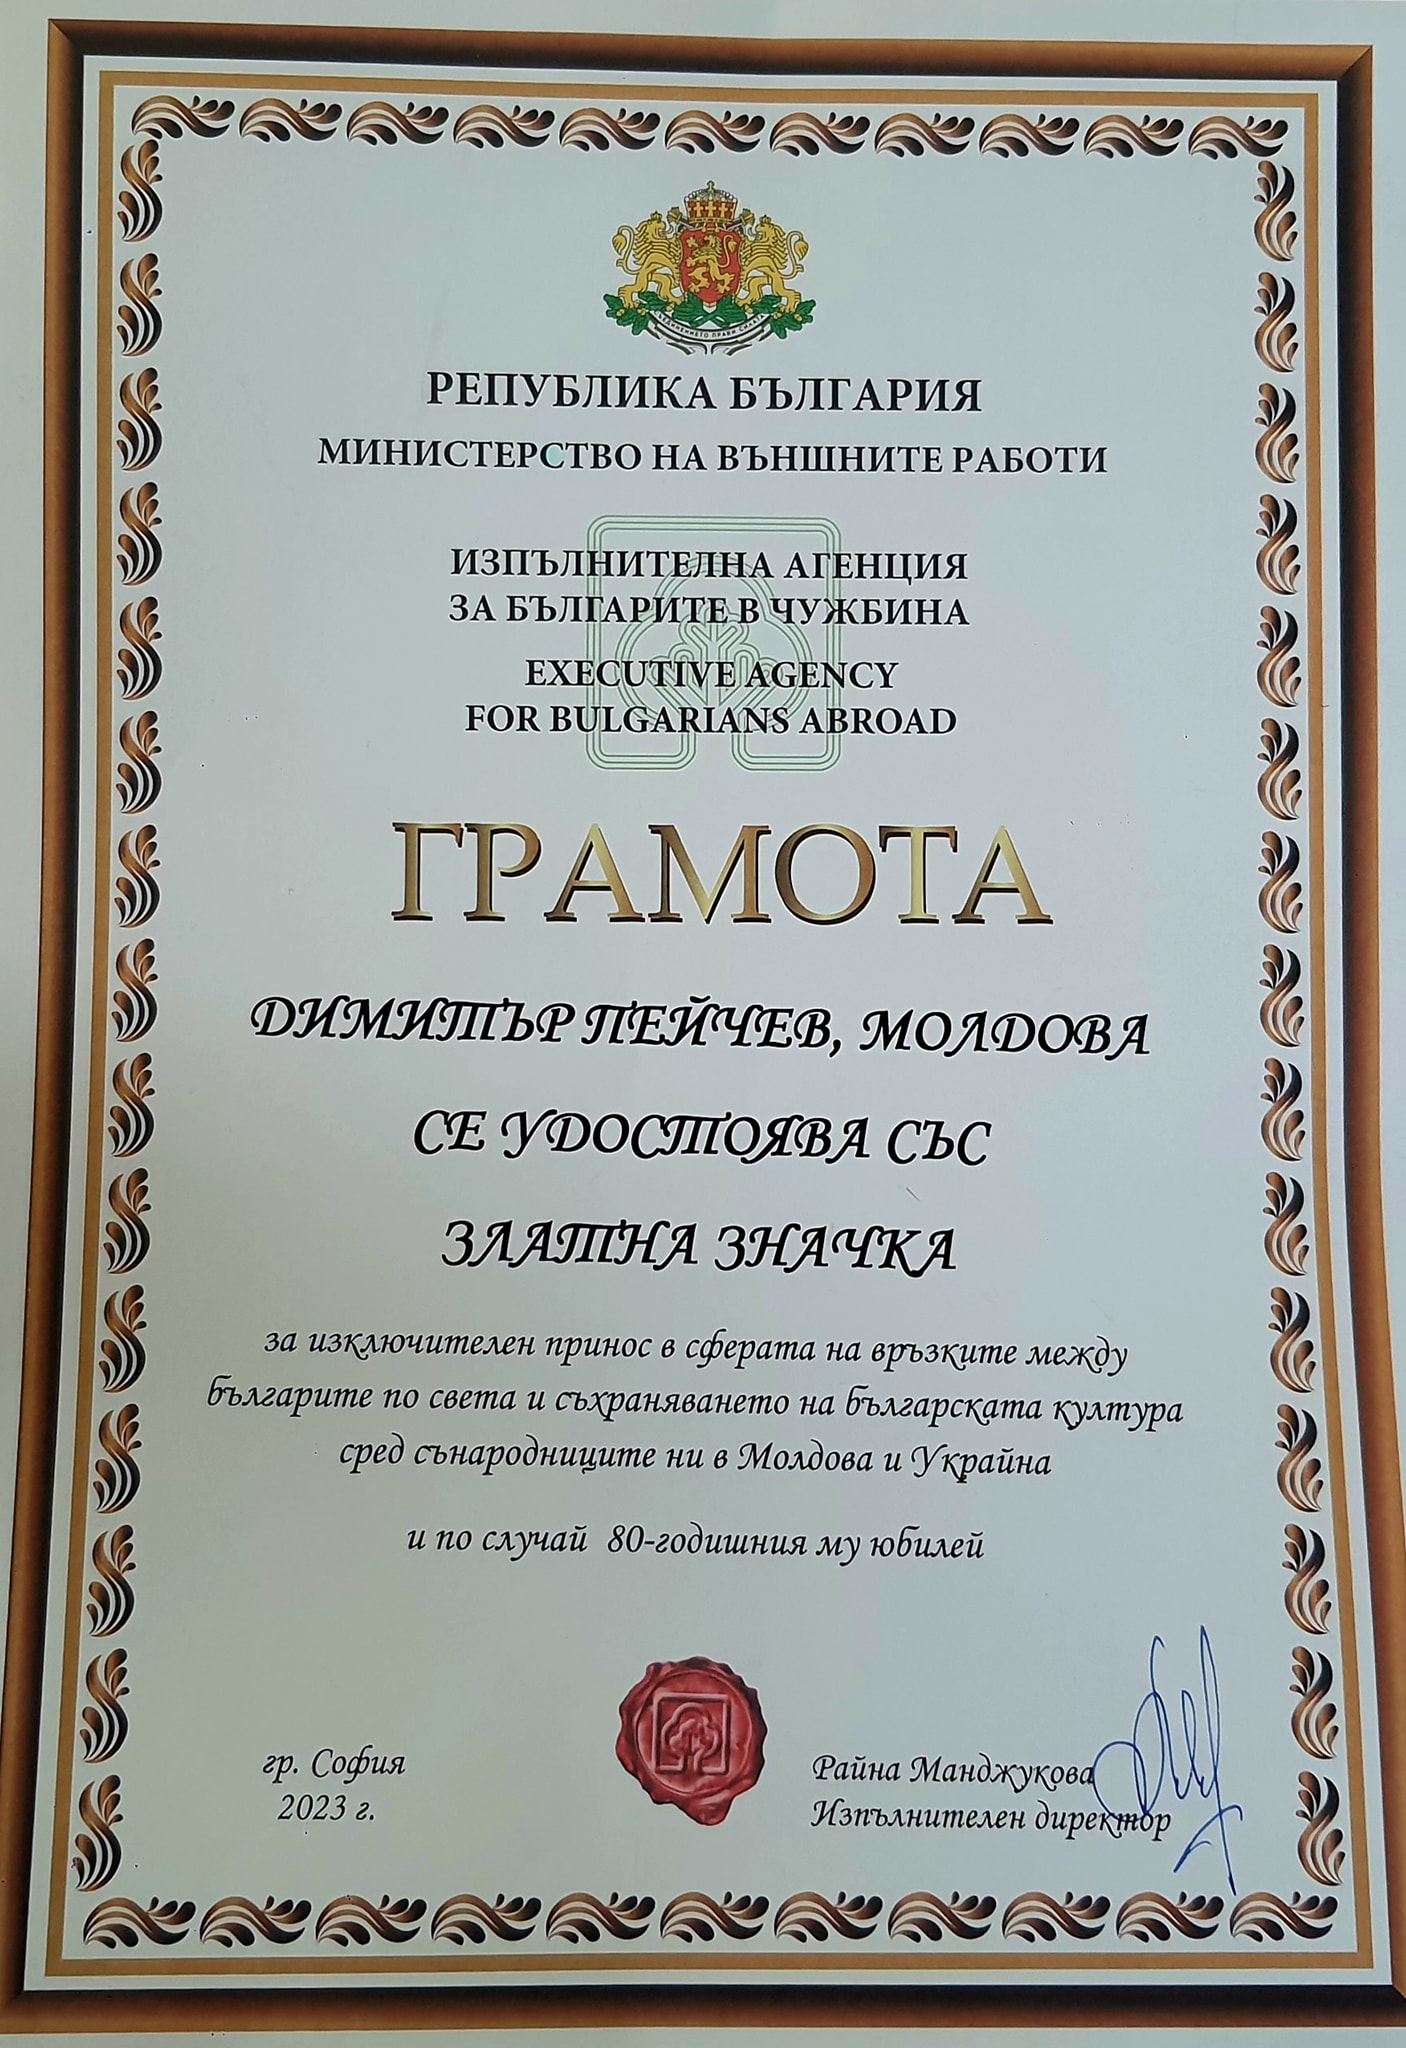 СЪЕДИНЕНИЕТО ПРАВИ СИЛАТА
РЕПУБЛИКА БЪЛГАРИЯ
МИНИСТЕРСТВО НА ВЪНШНИТЕ РАБОТИ
ИЗПЪЛНИТЕЛНА АГЕНЦИЯ
ЗА БЪЛГАРИТЕ В ЧУЖБИНА
EXECUTIVE AGENCY
FOR BULGARIANS ABROAD
ГРАМОТА
ДИМИТЪР ПЕЙЧЕВ, МОЛДОВА
СЕ УДОСТОЯВА СЪС
ЗЛАТНА ЗНАЧКА
за изключителен принос в сферата на връзките между
българите по света и съхраняването на българската култура
сред сънародниците ни в Молдова и Украйна
и по случай 80-годишния му юбилей
гр. София
2023 г.
Райна Манджукова
Изпълнителен директор